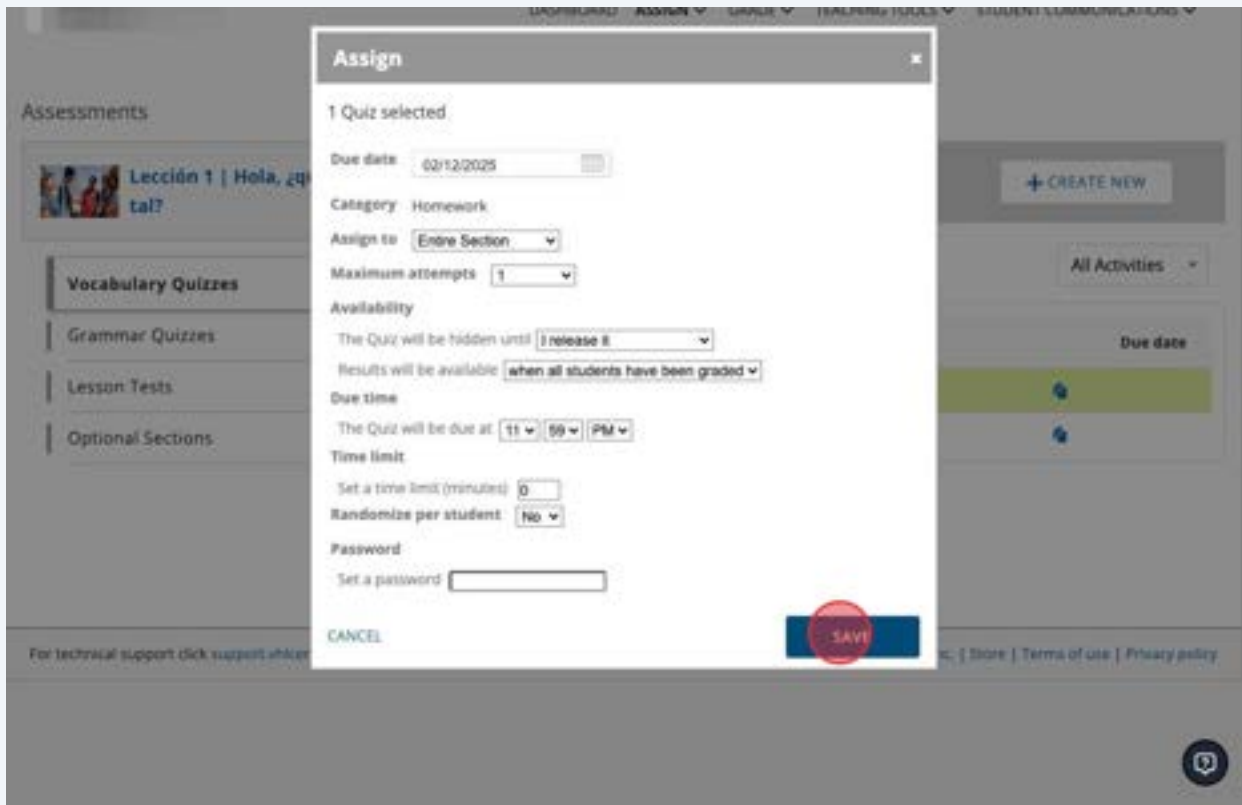 DASHBOARD ASSIGN GRADE TEACHING TOOLS STUDENT COMMUNICATIONS
Assign
Assessments
1 Quiz selected
Due date 02/12/2025
Lección 1 | Hola, ¿qu
tal?
+ CREATE NEW
Category Homework
Assign to Entire Section
All Activities
Maximum attempts 1
Vocabulary Quizzes
Availability
Grammar Quizzes
The Quiz will be hidden until I release it
Due date
Results will be available when all students have been graded
Lesson Tests
Due time
The Quiz will be due at 11 59 PM
Optional Sections
Time limit
Set a time limit (minutes) 0
Randomize per student No
Password
Set a password
CANCEL
SAVE
For technical support click support.vhlcen
nc. | Store | Terms of use | Privacy policy